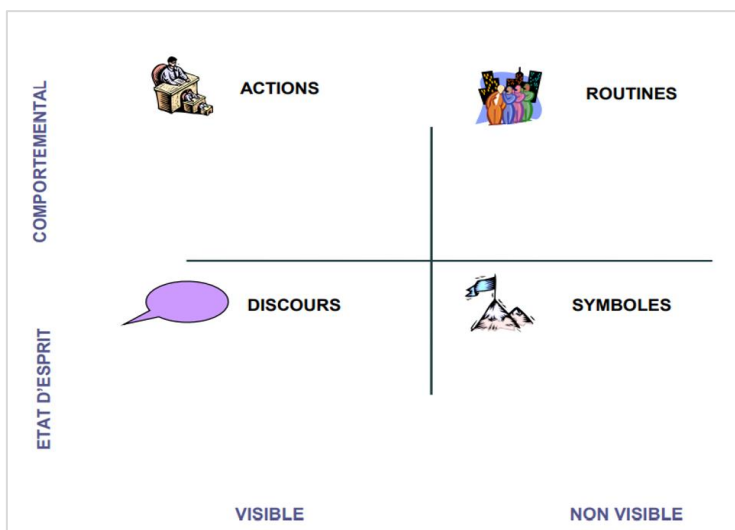 COMPORTEMENTAL
ACTIONS
ROUTINES
ETAT D'ESPRIT
DISCOURS
SYMBOLES
VISIBLE
NON VISIBLE